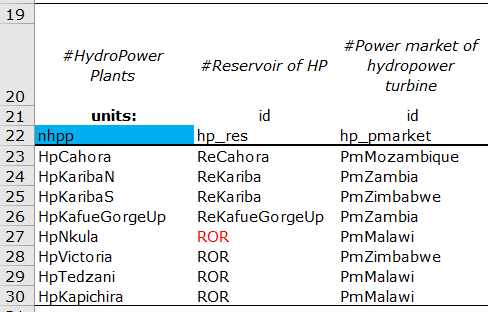 19
#HydroPower Plants #Reservoir of HP #Power market of hydropower turbine
20
21 units: id id
22 nhpp hp_res hp_pmarket
23 HpCahora ReCahora PmMozambique
24 HpKaribaN ReKariba PmZambia
25 HpKaribaS ReKariba PmZimbabwe
26 HpKafueGorgeUp ReKafueGorgeUp PmZambia
27 HpNkula ROR PmMalawi
28 HpVictoria ROR PmZimbabwe
29 HpTedzani ROR PmMalawi
30 HpKapichira ROR PmMalawi